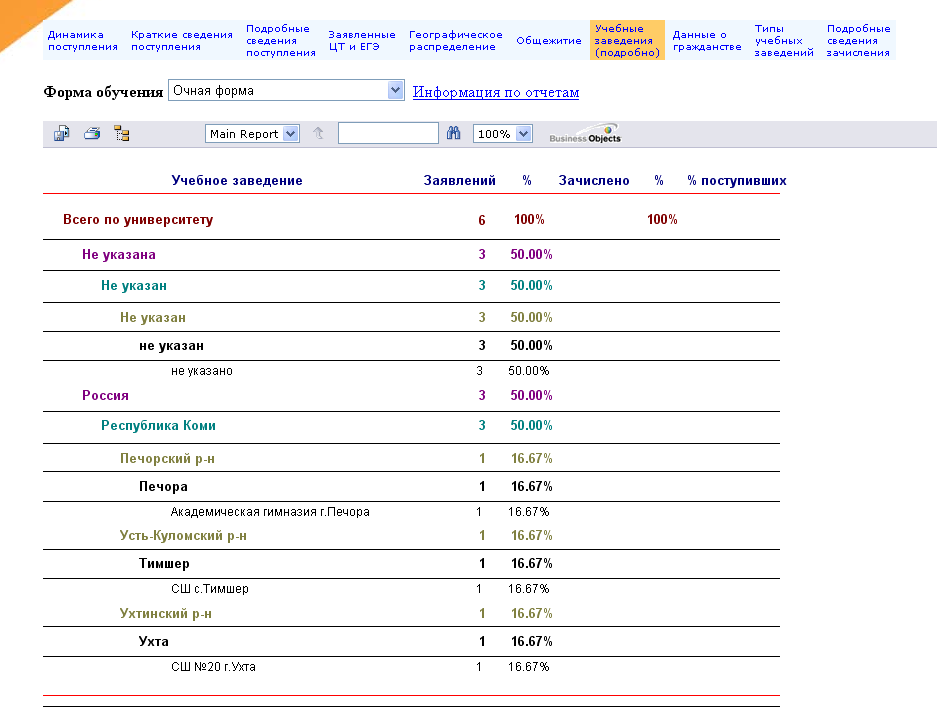 Динамика поступления
Краткие сведения поступления
Подробные сведения поступления
Заявленные ЦТ и ЕГЭ
Географическое распределение
Общежитие
Учебные заведения (подробно)
Данные о гражданстве
Типы учебных заведений
Подробные сведения зачисления
Форма обучения Очная форма Информация по отчетам
Main Report 100% Business Objects
Учебное заведение Заявлений % Зачислено % % поступивших
Всего по университету 6 100% 100%
Не указана 3 50.00%
Не указан 3 50.00%
Не указан 3 50.00%
не указан 3 50.00%
не указано 3 50.00%
Россия 3 50.00%
Республика Коми 3 50.00%
Печорский р-н 1 16.67%
Печора 1 16.67%
Академическая гимназия г.Печора 1 16.67%
Усть-Куломский р-н 1 16.67%
Тимшер 1 16.67%
СШ с.Тимшер 1 16.67%
Ухтинский р-н 1 16.67%
Ухта 1 16.67%
СШ №20 г.Ухта 1 16.67%